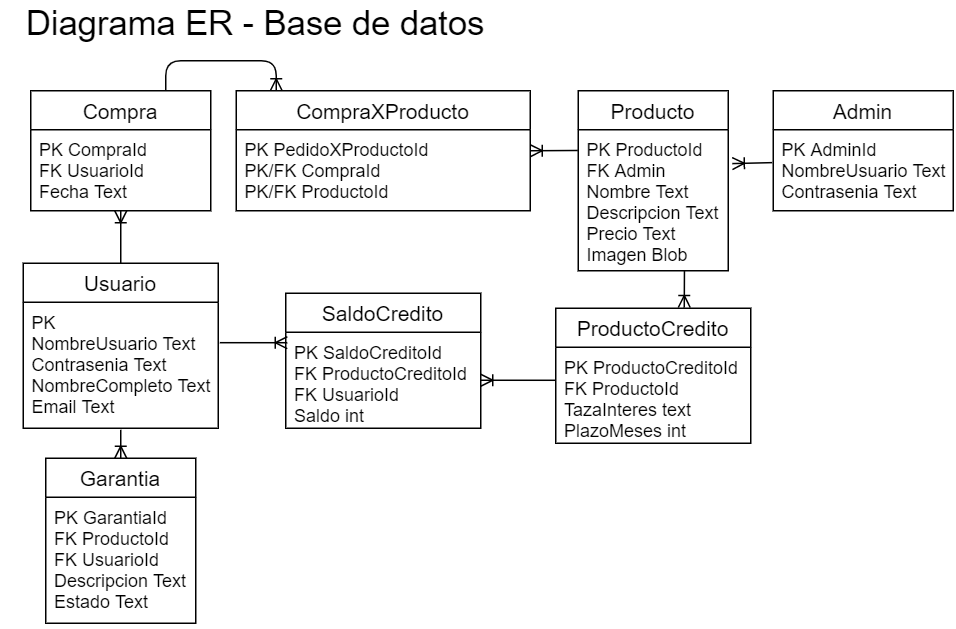 Diagrama ER - Base de datos
Compra
PK CompraId
FK UsuarioId
Fecha Text
CompraXProducto
PK PedidoXProductoId
PK/FK CompraId
PK/FK ProductoId
Producto
PK ProductoId
FK Admin
Nombre Text
Descripcion Text
Precio Text
Imagen Blob
Admin
PK AdminId
NombreUsuario Text
Contrasenia Text
Usuario
PK
NombreUsuario Text
Contrasenia Text
NombreCompleto Text
Email Text
SaldoCredito
PK SaldoCreditoId
FK ProductoCreditoId
FK UsuarioId
Saldo int
ProductoCredito
PK ProductoCreditoId
FK ProductoId
TazaInteres text
PlazoMeses int
Garantia
PK GarantiaId
FK ProductoId
FK UsuarioId
Descripcion Text
Estado Text